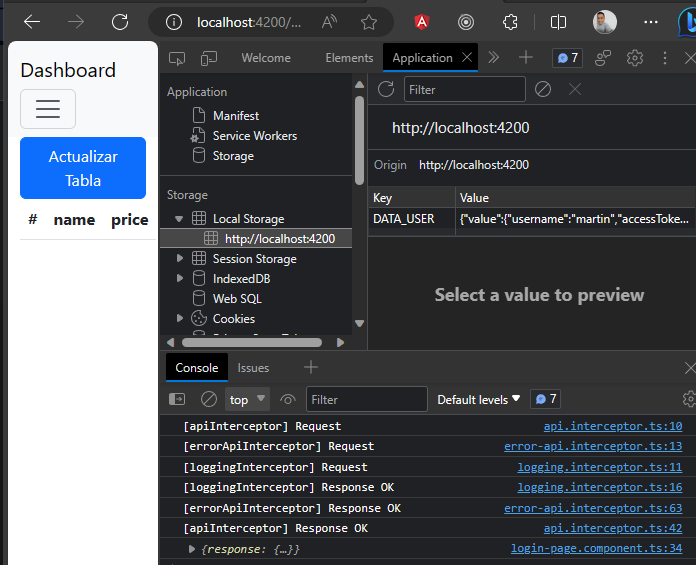 localhost:4200/...
Dashboard
Actualizar
Tabla
# name price
Welcome Elements Application 7
Application
Manifest
Service Workers
Storage
Storage
Local Storage
http://localhost:4200
Session Storage
IndexedDB
Web SQL
Cookies
Filter
http://localhost:4200
Origin http://localhost:4200
Key Value
DATA_USER {"value":{"username":"martin","accessToke...
Select a value to preview
Console Issues
top Filter Default levels 7
[apiInterceptor] Request api.interceptor.ts:10
[errorApiInterceptor] Request error-api.interceptor.ts:13
[loggingInterceptor] Request logging.interceptor.ts:11
[loggingInterceptor] Response OK logging.interceptor.ts:16
[errorApiInterceptor] Response OK error-api.interceptor.ts:63
[apiInterceptor] Response OK api.interceptor.ts:42
{response: {…}} login-page.component.ts:34